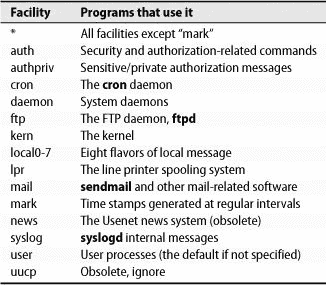 Facility Programs that use it
* All facilities except “mark”
auth Security and authorization-related commands
authpriv Sensitive/private authorization messages
cron The cron daemon
daemon System daemons
ftp The FTP daemon, ftpd
kern The kernel
local0-7 Eight flavors of local message
lpr The line printer spooling system
mail sendmail and other mail-related software
mark Time stamps generated at regular intervals
news The Usenet news system (obsolete)
syslog syslogd internal messages
user User processes (the default if not specified)
uucp Obsolete, ignore